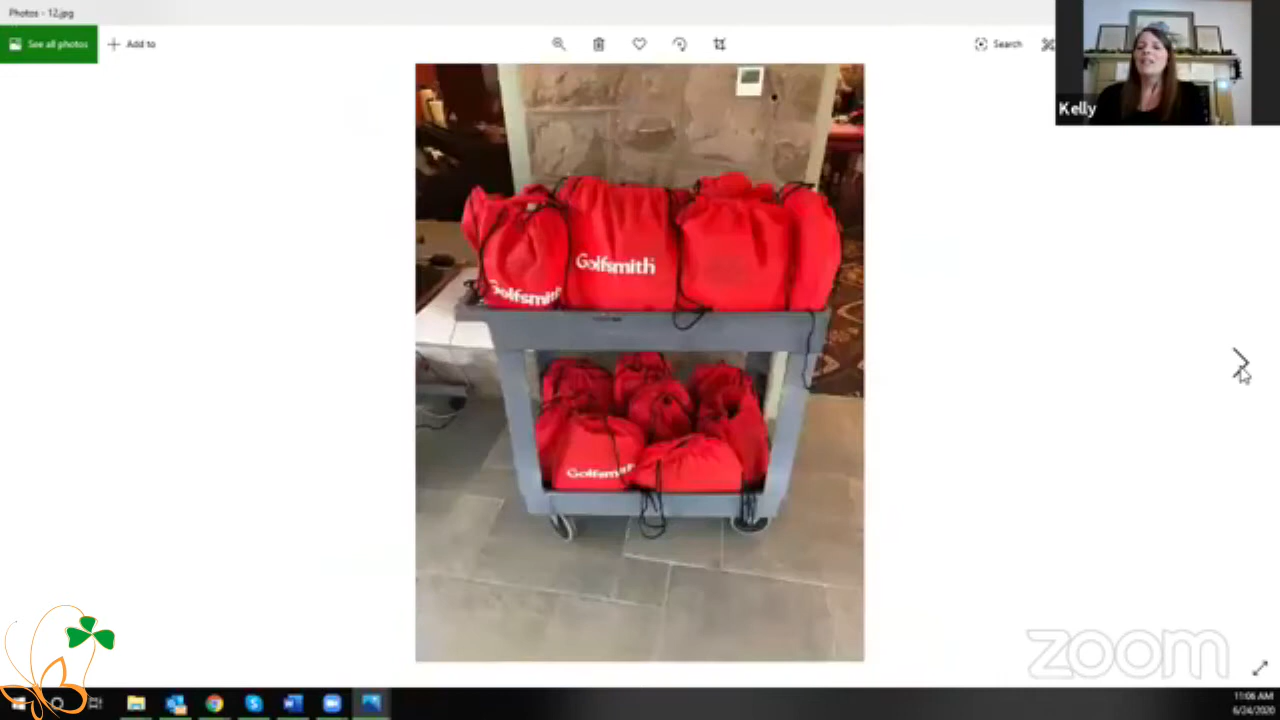 Photos - 12.jpg
See all photos
Add to
Search
Kelly
Golfsmith
Golfsmith
Golfsmith
zoom
11:06 AM
6/24/2020